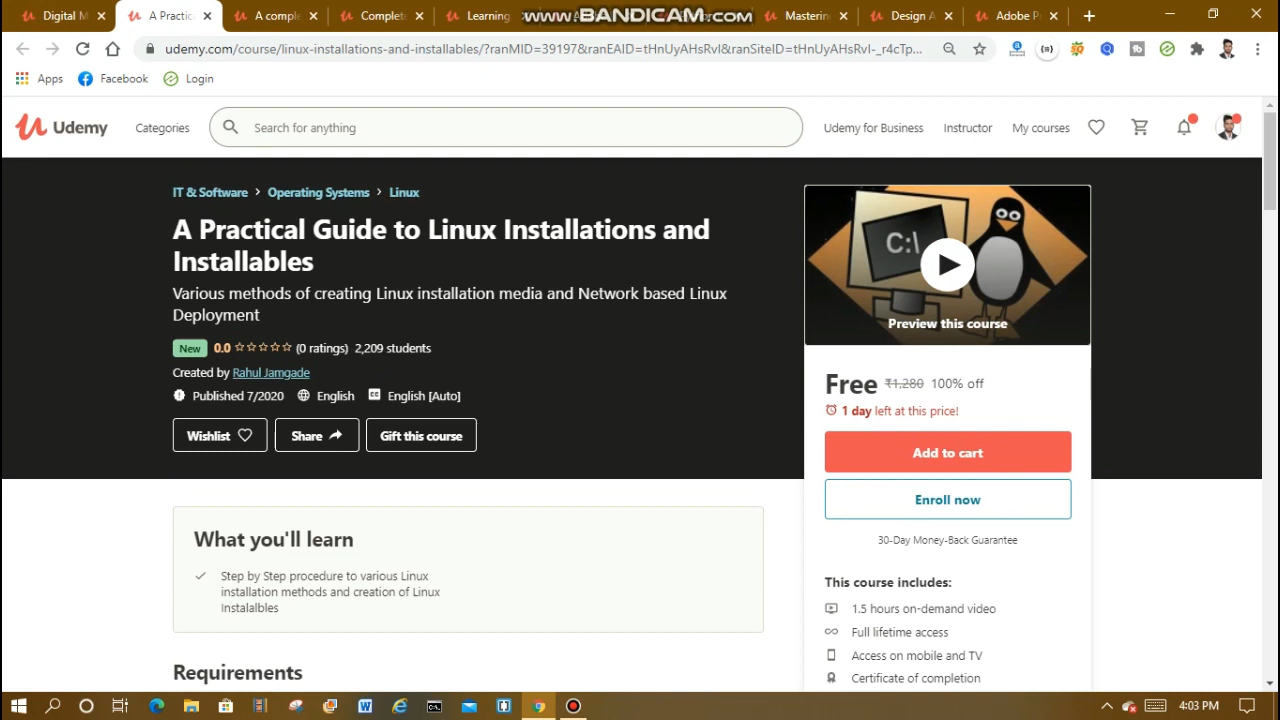 Digital M
A Practic
A comple
Complete
Learning
www.BANDICAM.com
Masterin
Design A
Adobe P
udemy.com/course/linux-installations-and-installables/?ranMID=39197&ranEAID=tHnUyAHsRvI&ranSiteID=tHnUyAHsRvI-_r4cTp...
Apps Facebook Login
Udemy Categories Search for anything Udemy for Business Instructor My courses
IT & Software > Operating Systems > Linux
A Practical Guide to Linux Installations and
Installables
Various methods of creating Linux installation media and Network based Linux
Deployment
New 0.0 (0 ratings) 2,209 students
Created by Rahul Jamgade
Published 7/2020 English English [Auto]
Wishlist Share Gift this course
C:\
Preview this course
Free ₹1,280 100% off
1 day left at this price!
Add to cart
Enroll now
30-Day Money-Back Guarantee
This course includes:
1.5 hours on-demand video
Full lifetime access
Access on mobile and TV
Certificate of completion
What you'll learn
Step by Step procedure to various Linux
installation methods and creation of Linux
Instalalbles
Requirements
4:03 PM